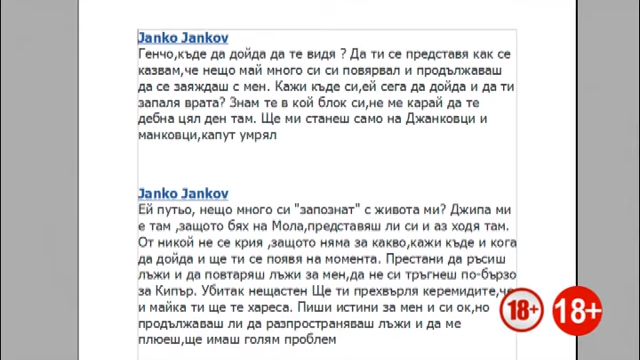 Janko Jankov
Генчо,къде да дойда да те видя ? Да ти се представя как се
казвам,че нещо май много си си повярвал и продължаваш
да се заяждаш с мен. Кажи къде си,ей сега да дойда и да ти
запаля врата? Знам те в кой блок си,не ме карай да те
дебна цял ден там. Ще ми станеш само на Джанковци и
манковци,капут умрял
Janko Jankov
Ей путьо, нещо много си "запознат" с живота ми? Джипа ми
е там ,защото бях на Мола,представяш ли си и аз ходя там.
От никой не се крия ,защото няма за какво,кажи къде и кога
да дойда и ще ти се появя на момента. Престани да ръсиш
лъжи и да повтаряш лъжи за мен,да не си тръгнеш по-бързо
за Кипър. Убитак нещастен Ще ти прехвърля керемидите,че
и майка ти ще те хареса. Пиши истини за мен и си ок,но
продължаваш ли да разпространяваш лъжи и да ме
плюеш,ще имаш голям проблем
18+
18+